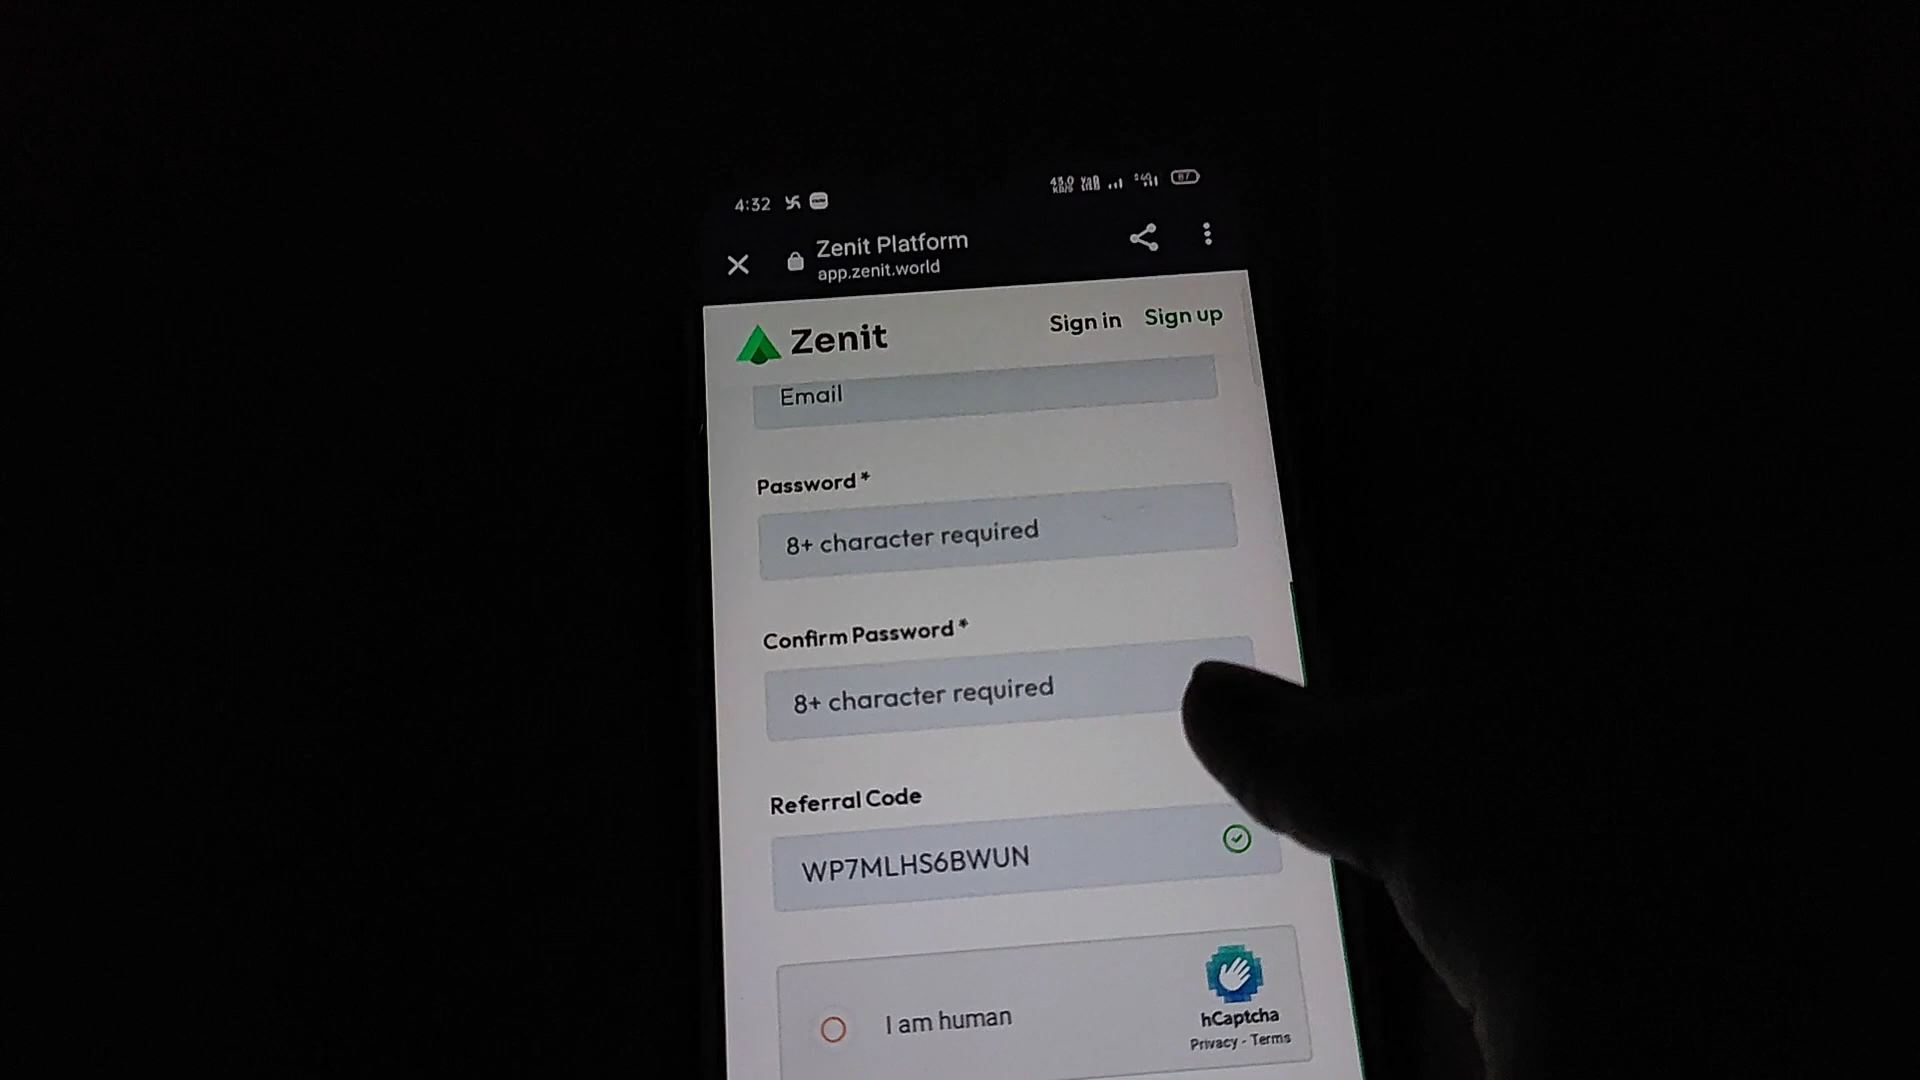 4:32
Zenit Platform
app.zenit.world
Zenit
Sign in
Sign up
Email
Password *
8+ character required
Confirm Password *
8+ character required
Referral Code
WP7MLHS6BWUN
I am human
hCaptcha
Privacy - Terms